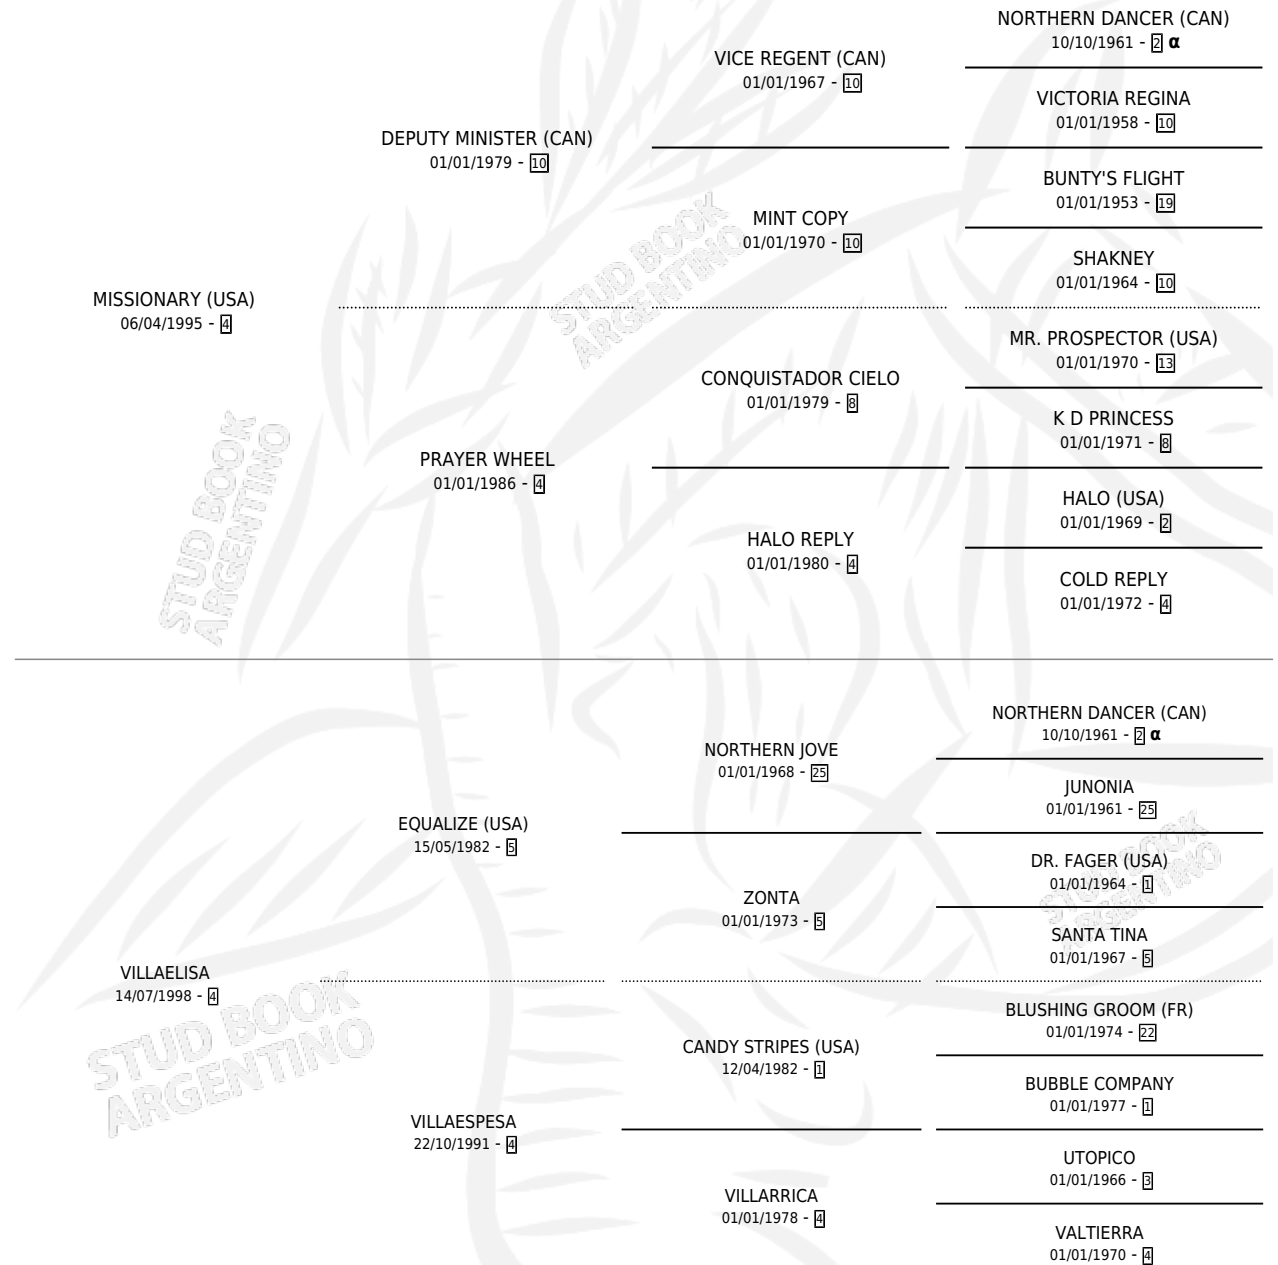 NORTHERN DANCER (CAN)
10/10/1961 - 2 α
VICE REGENT (CAN)
01/01/1967 - 10
VICTORIA REGINA
01/01/1958 - 10
DEPUTY MINISTER (CAN)
01/01/1979 - 10
BUNTY'S FLIGHT
01/01/1953 - 19
MINT COPY
01/01/1970 - 10
SHAKNEY
01/01/1964 - 10
MISSIONARY (USA)
06/04/1995 - 4
MR. PROSPECTOR (USA)
01/01/1970 - 13
CONQUISTADOR CIELO
01/01/1979 - 8
K D PRINCESS
01/01/1971 - 8
PRAYER WHEEL
01/01/1986 - 4
HALO (USA)
01/01/1969 - 2
HALO REPLY
01/01/1980 - 4
COLD REPLY
01/01/1972 - 4
NORTHERN DANCER (CAN)
10/10/1961 - 2 α
NORTHERN JOVE
01/01/1968 - 25
JUNONIA
01/01/1961 - 25
EQUALIZE (USA)
15/05/1982 - 5
DR. FAGER (USA)
01/01/1964 - 1
ZONTA
01/01/1973 - 5
SANTA TINA
01/01/1967 - 5
VILLAELISA
14/07/1998 - 4
BLUSHING GROOM (FR)
01/01/1974 - 22
CANDY STRIPES (USA)
12/04/1982 - 1
BUBBLE COMPANY
01/01/1977 - 1
VILLAESPESA
22/10/1991 - 4
UTOPICO
01/01/1966 - 3
VILLARRICA
01/01/1978 - 4
VALTIERRA
01/01/1970 - 4
STUD BOOK
ARGENTINO
STUD BOOK
ARGENTINO
STUD BOOK
ARGENTINO
STUD BOOK
ARGENTINO